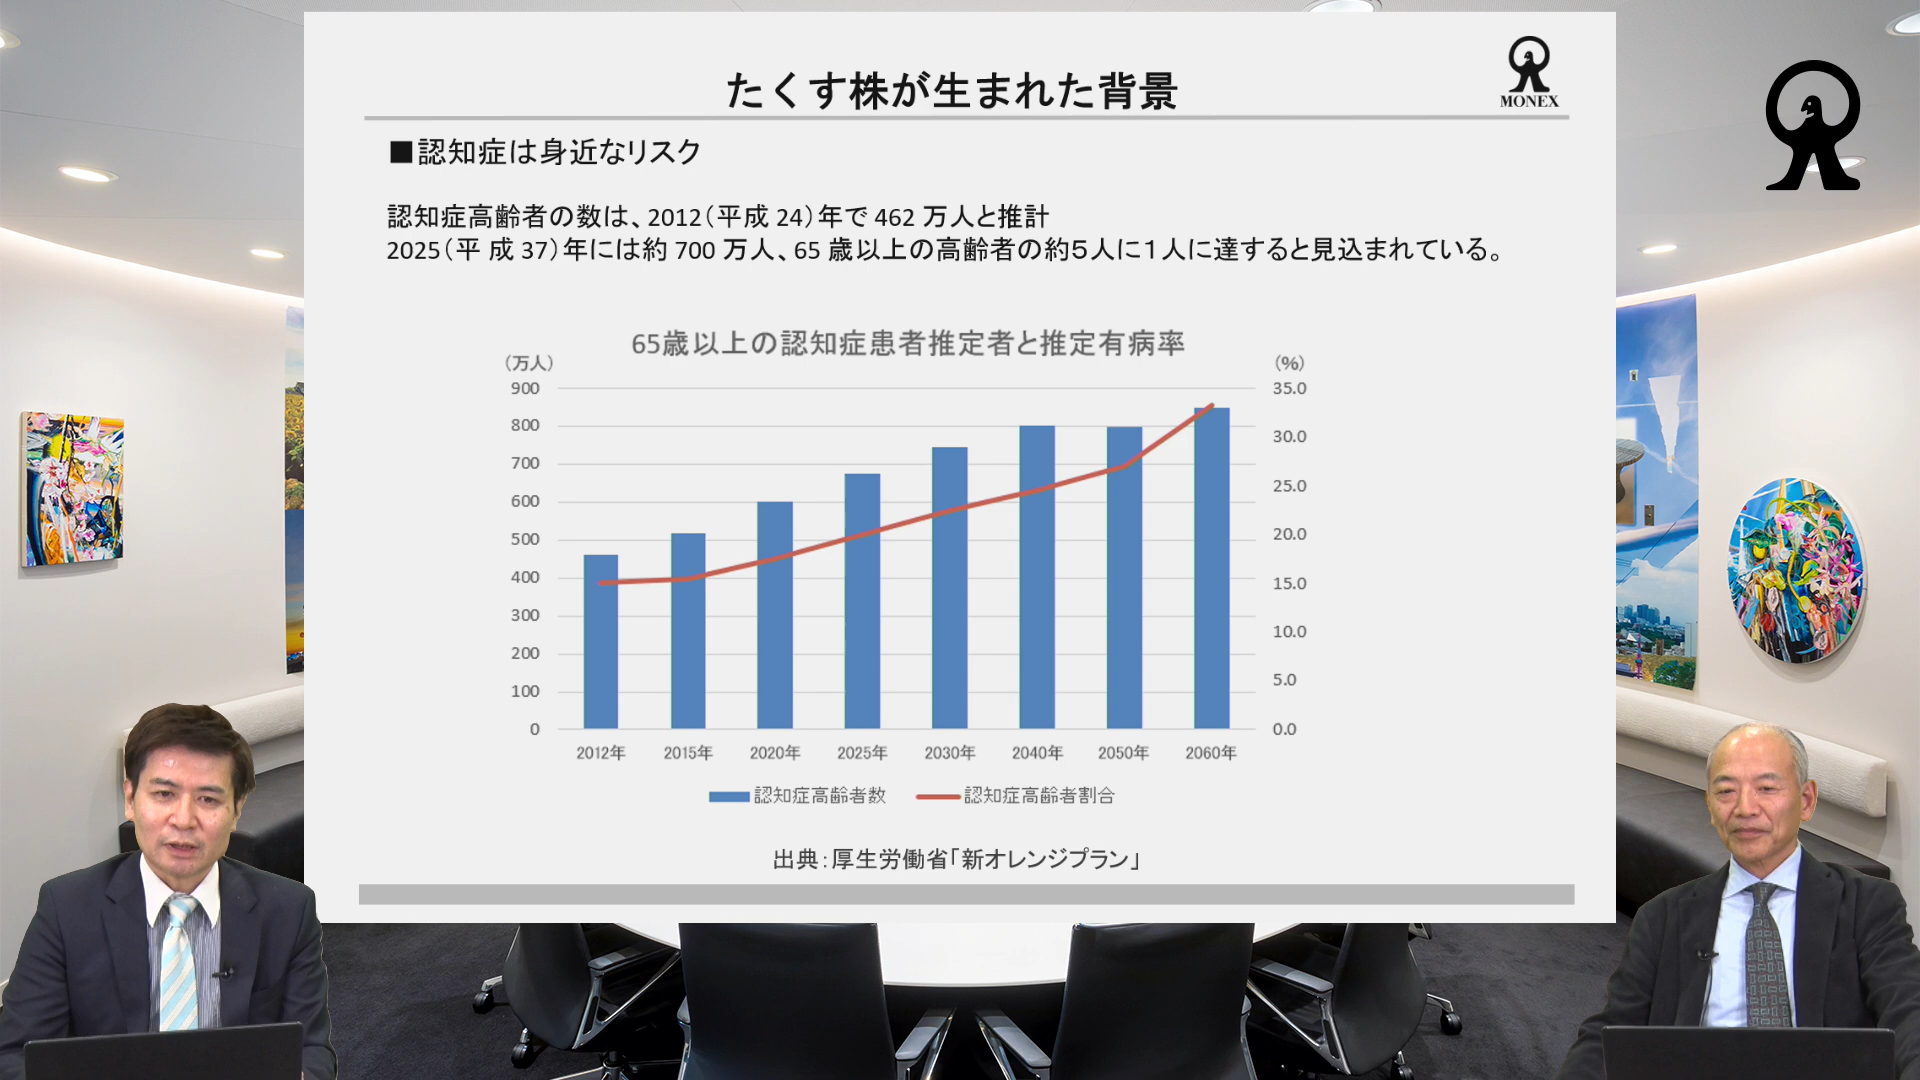 たくす株が生まれた背景
MONEX
■認知症は身近なリスク
認知症高齢者の数は、2012（平成 24）年で 462 万人と推計
2025（平 成 37）年には約 700 万人、65 歳以上の高齢者の約５人に１人に達すると見込まれている。
65歳以上の認知症患者推定者と推定有病率
（万人）
（%）
900
800
700
600
500
400
300
200
100
0
35.0
30.0
25.0
20.0
15.0
10.0
5.0
0.0
2012年 2015年 2020年 2025年 2030年 2040年 2050年 2060年
認知症高齢者数 認知症高齢者割合
出典：厚生労働省「新オレンジプラン」